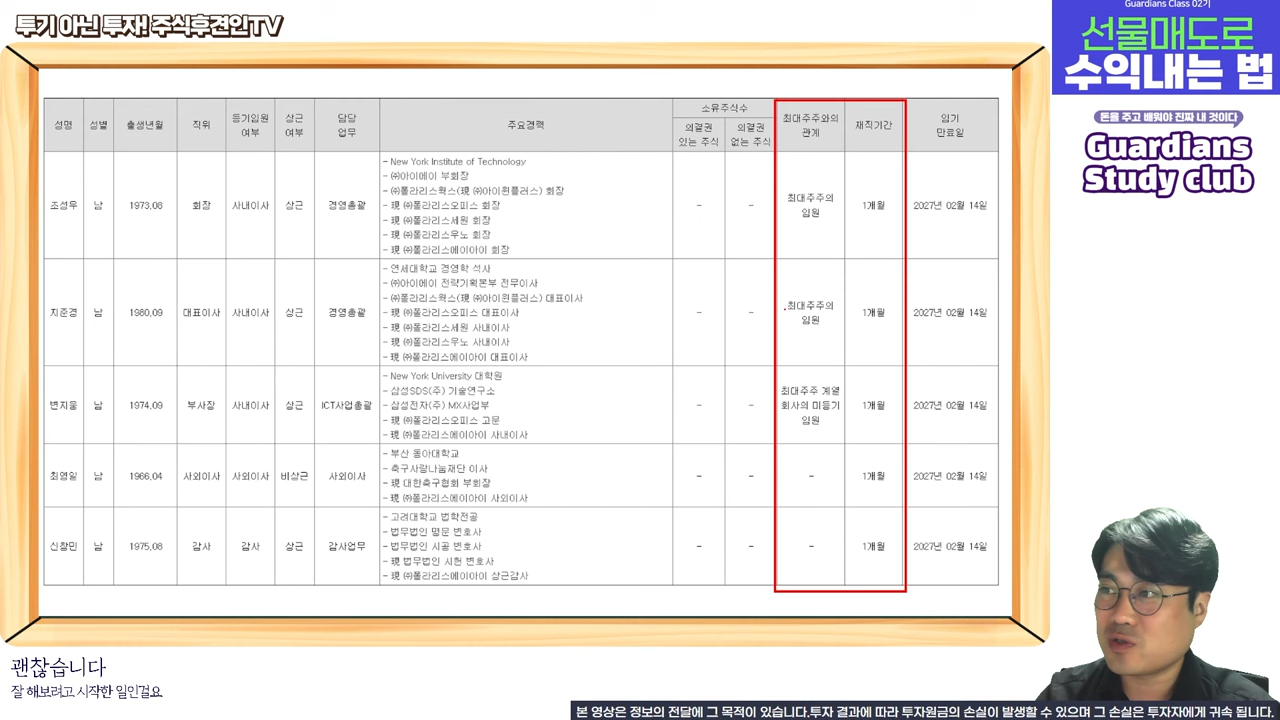 투기 아닌 투자! 주식후견인TV
Guardians Class 02기
선물매도로
수익내는 법
돈을 주고 배워야 진짜 내 것이다
Guardians
Study club
성명 성별 출생년월 직위 등기임원 여부 상근 여부 담당 업무 주요경력 소유주식수 의결권 있는 주식 의결권 없는 주식 최대주주와의 관계 재직기간 임기 만료일
조성우 남 1973.08 회장 사내이사 상근 경영총괄
- New York Institute of Technology
- ㈜아이에이 부회장
- ㈜폴라리스웍스(現 ㈜아이윈플러스) 회장
- 現 ㈜폴라리스오피스 회장
- 現 ㈜폴라리스세원 회장
- 現 ㈜폴라리스우노 회장
- 現 ㈜폴라리스에이아이 회장
- - 최대주주의 임원 1개월 2027년 02월 14일
지준경 남 1980.09 대표이사 사내이사 상근 경영총괄
- 연세대학교 경영학 석사
- ㈜아이에이 전략기획본부 전무이사
- ㈜폴라리스웍스(現 ㈜아이윈플러스) 대표이사
- 現 ㈜폴라리스오피스 대표이사
- 現 ㈜폴라리스세원 사내이사
- 現 ㈜폴라리스우노 사내이사
- 現 ㈜폴라리스에이아이 대표이사
- - 최대주주의 임원 1개월 2027년 02월 14일
변지웅 남 1974.09 부사장 사내이사 상근 ICT사업총괄
- New York University 대학원
- 삼성SDS(주) 기술연구소
- 삼성전자(주) MX사업부
- 現 ㈜폴라리스오피스 고문
- 現 ㈜폴라리스에이아이 사내이사
- - 최대주주 계열회사의 미등기임원 1개월 2027년 02월 14일
최영일 남 1966.04 사외이사 사외이사 비상근 사외이사
- 부산 동아대학교
- 축구사랑나눔재단 이사
- 現 대한축구협회 부회장
- 現 ㈜폴라리스에이아이 사외이사
- - - 1개월 2027년 02월 14일
신창민 남 1975.08 감사 감사 상근 감사업무
- 고려대학교 법학전공
- 법무법인 명문 변호사
- 법무법인 시공 변호사
- 現 법무법인 시헌 변호사
- 現 ㈜폴라리스에이아이 상근감사
- - - 1개월 2027년 02월 14일
괜찮습니다
잘 해보려고 시작한 일인걸요
본 영상은 정보의 전달에 그 목적이 있습니다.투자 결과에 따라 투자원금의 손실이 발생할 수 있으며 그 손실은 투자자에게 귀속 됩니다.